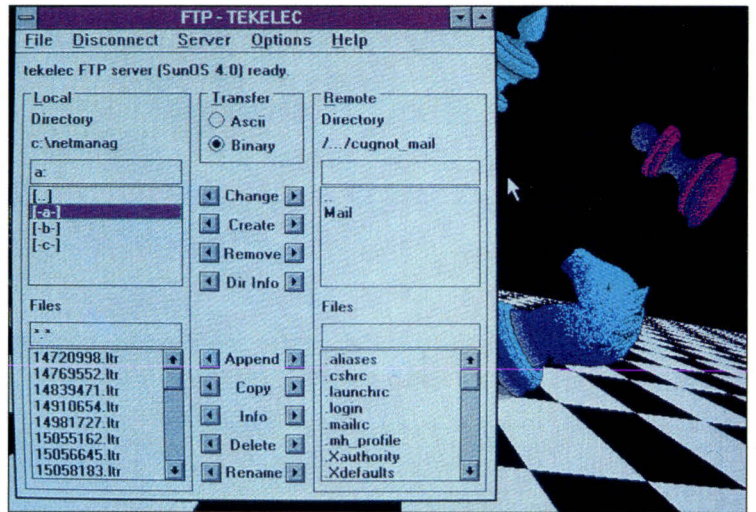 FTP - TEKELEC
File Disconnect Server Options Help
tekelec FTP server (SunOS 4.0) ready.
Local
Directory
c:\netmanag
a:
[..]
[-a-]
[-b-]
[-c-]
Files
*.*
14720998.ltr
14769552.ltr
14839471.ltr
14910654.ltr
14981727.ltr
15055162.ltr
15056645.ltr
15058183.ltr
Transfer
Ascii
Binary
Change
Create
Remove
Dir Info
Append
Copy
Info
Delete
Rename
Remote
Directory
/.../cugnot_mail
..
Mail
Files
.aliases
.cshrc
.launchrc
.login
.mailrc
.mh_profile
.Xauthority
.Xdefaults